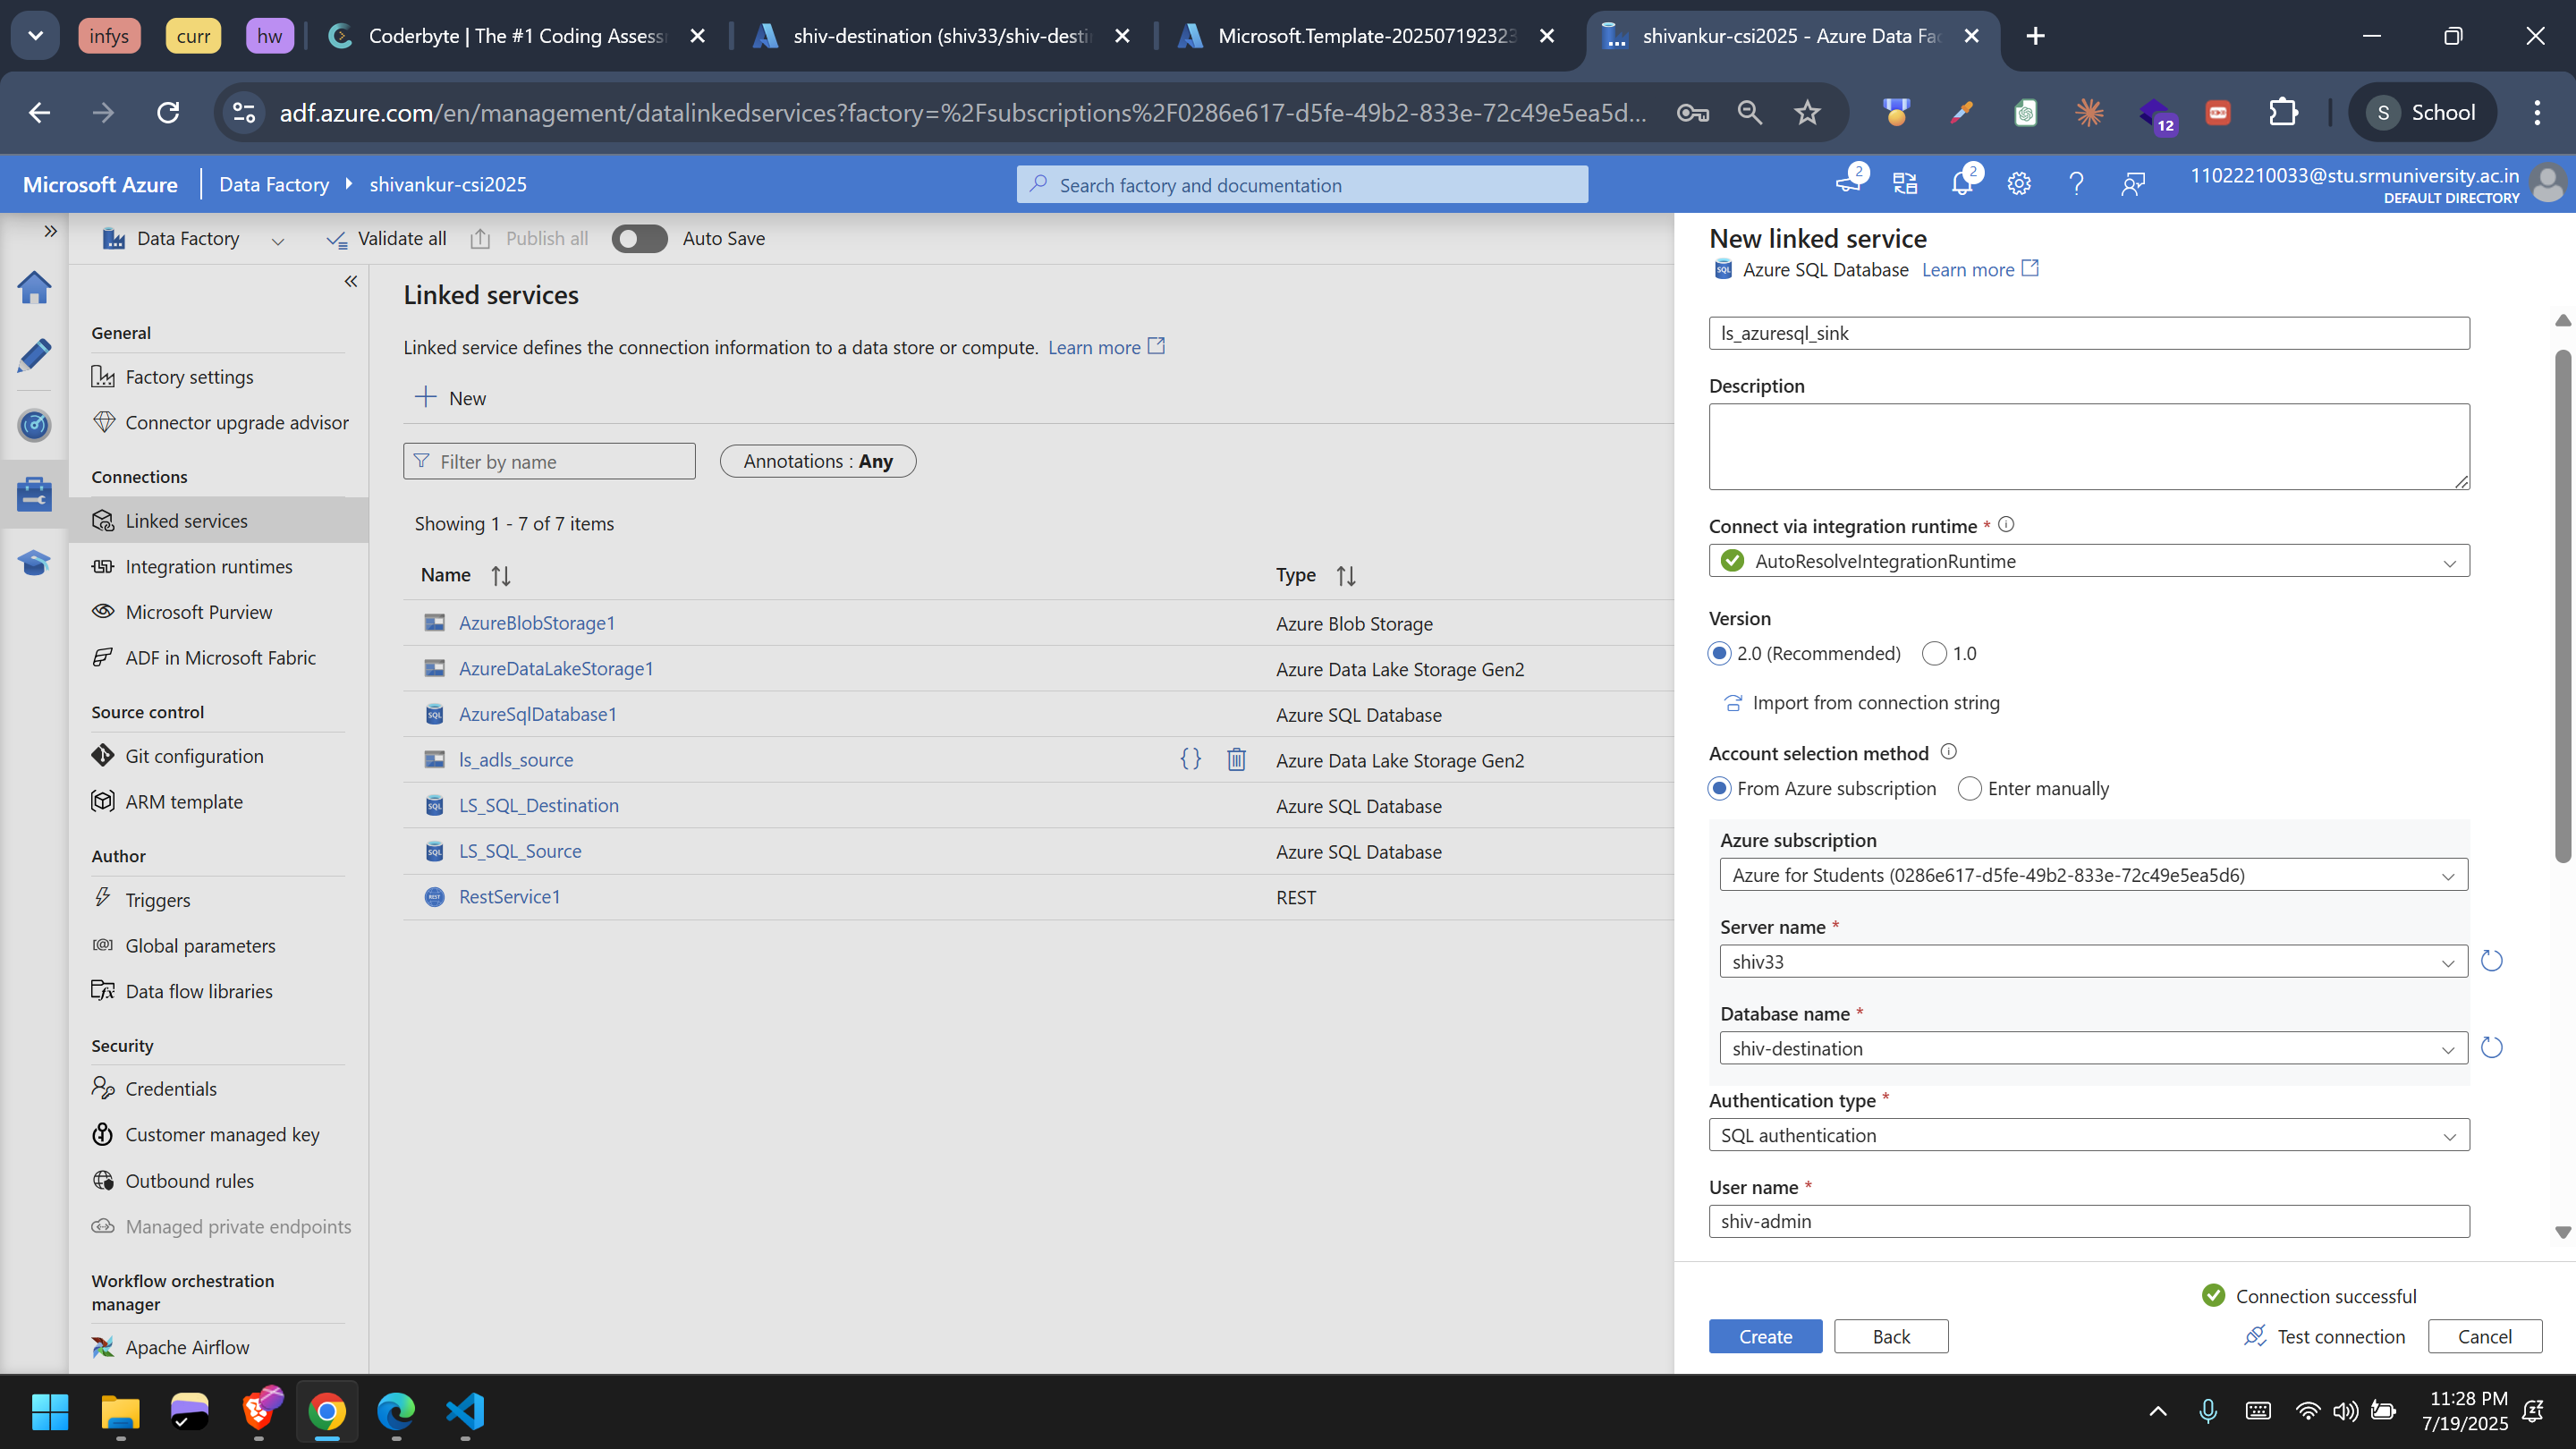 infys
curr
hw
Coderbyte | The #1 Coding Assess
shiv-destination (shiv33/shiv-desti
Microsoft.Template-20250719232
shivankur-csi2025 - Azure Data Fac
adf.azure.com/en/management/datalinkedservices?factory=%2Fsubscriptions%2F0286e617-d5fe-49b2-833e-72c49e5ea5d...
12
S School
Microsoft Azure
Data Factory
shivankur-csi2025
Search factory and documentation
2
2
11022210033@stu.srmuniversity.ac.in
DEFAULT DIRECTORY
Data Factory
Validate all
Publish all
Auto Save
General
Factory settings
Connector upgrade advisor
Connections
Linked services
Integration runtimes
Microsoft Purview
ADF in Microsoft Fabric
Source control
Git configuration
ARM template
Author
Triggers
Global parameters
Data flow libraries
Security
Credentials
Customer managed key
Outbound rules
Managed private endpoints
Workflow orchestration
manager
Apache Airflow
Linked services
Linked service defines the connection information to a data store or compute. Learn more
New
Filter by name
Annotations : Any
Showing 1 - 7 of 7 items
Name Type
AzureBlobStorage1 Azure Blob Storage
AzureDataLakeStorage1 Azure Data Lake Storage Gen2
AzureSqlDatabase1 Azure SQL Database
ls_adls_source Azure Data Lake Storage Gen2
LS_SQL_Destination Azure SQL Database
LS_SQL_Source Azure SQL Database
RestService1 REST
New linked service
Azure SQL Database Learn more
ls_azuresql_sink
Description
Connect via integration runtime *
AutoResolveIntegrationRuntime
Version
2.0 (Recommended) 1.0
Import from connection string
Account selection method
From Azure subscription Enter manually
Azure subscription
Azure for Students (0286e617-d5fe-49b2-833e-72c49e5ea5d6)
Server name *
shiv33
Database name *
shiv-destination
Authentication type *
SQL authentication
User name *
shiv-admin
Connection successful
Create
Back
Test connection
Cancel
11:28 PM
7/19/2025